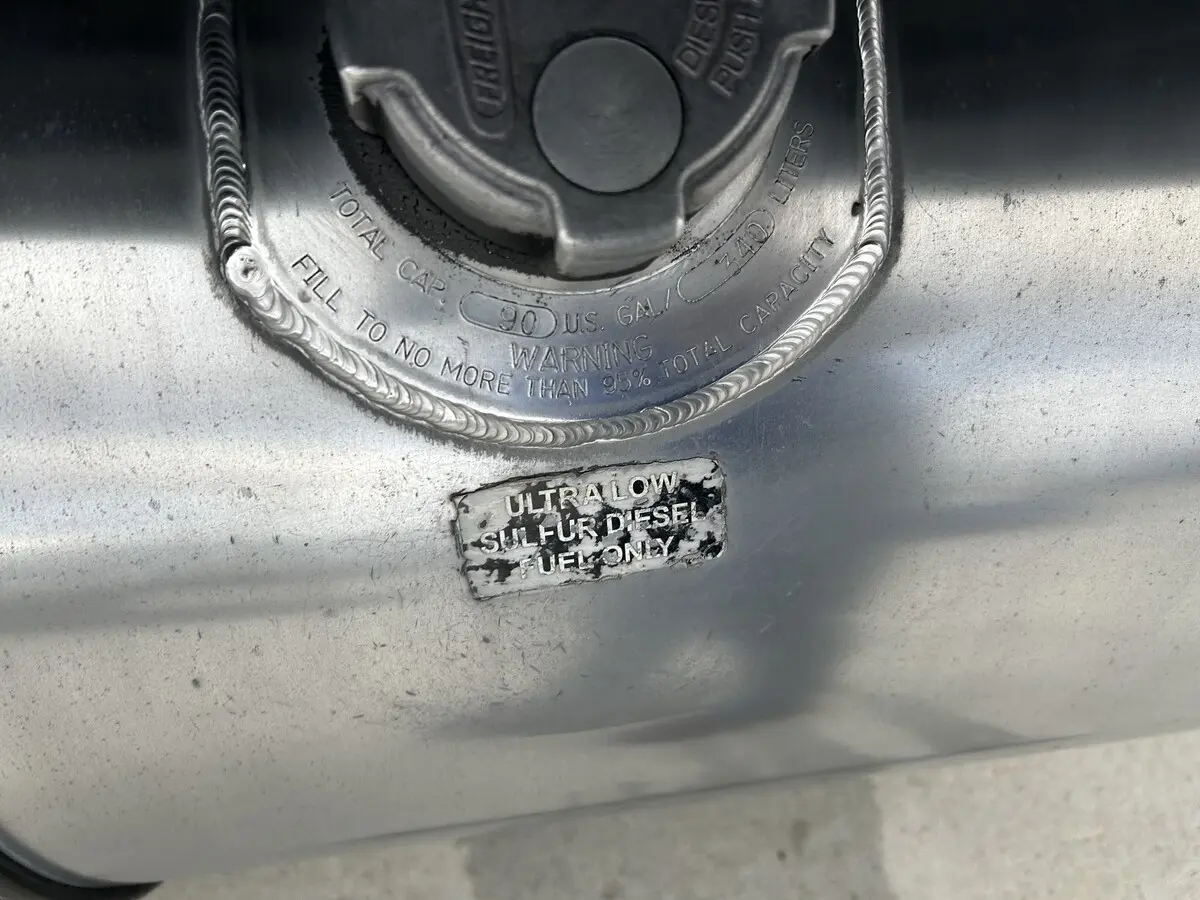 DIESEL
PUSH
TOTAL CAP. 90 U.S. GAL/ 340 LITERS
WARNING
FILL TO NO MORE THAN 95% TOTAL CAPACITY
ULTRA LOW
SULFUR DIESEL
FUEL ONLY